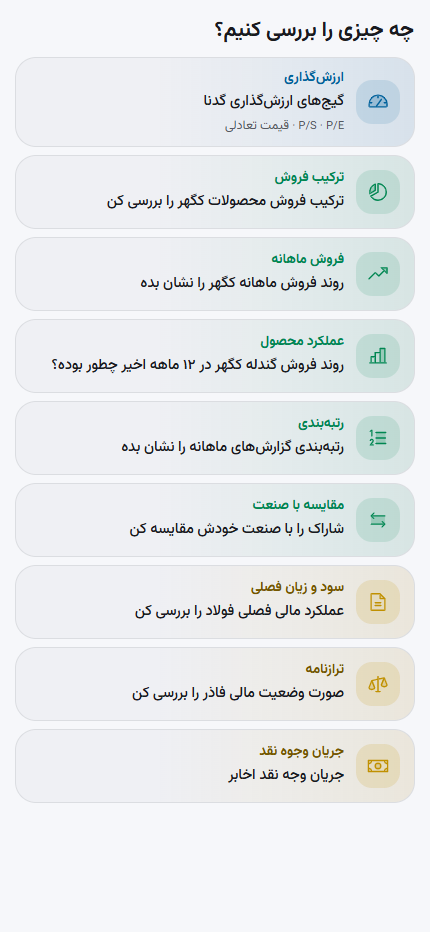 چه چیزی را بررسی کنیم؟
ارزش‌گذاری
گیج‌های ارزش‌گذاری گدنا
P/S · P/E · قیمت تعادلی
ترکیب فروش
ترکیب فروش محصولات کگهر را بررسی کن
فروش ماهانه
روند فروش ماهانه کگهر را نشان بده
عملکرد محصول
روند فروش گندله کگهر در ۱۲ ماهه اخیر چطور بوده؟
رتبه‌بندی
رتبه‌بندی گزارش‌های ماهانه را نشان بده
مقایسه با صنعت
شاراک را با صنعت خودش مقایسه کن
سود و زیان فصلی
عملکرد مالی فصلی فولاد را بررسی کن
ترازنامه
صورت وضعیت مالی فاذر را بررسی کن
جریان وجوه نقد
جریان وجه نقد اخابر